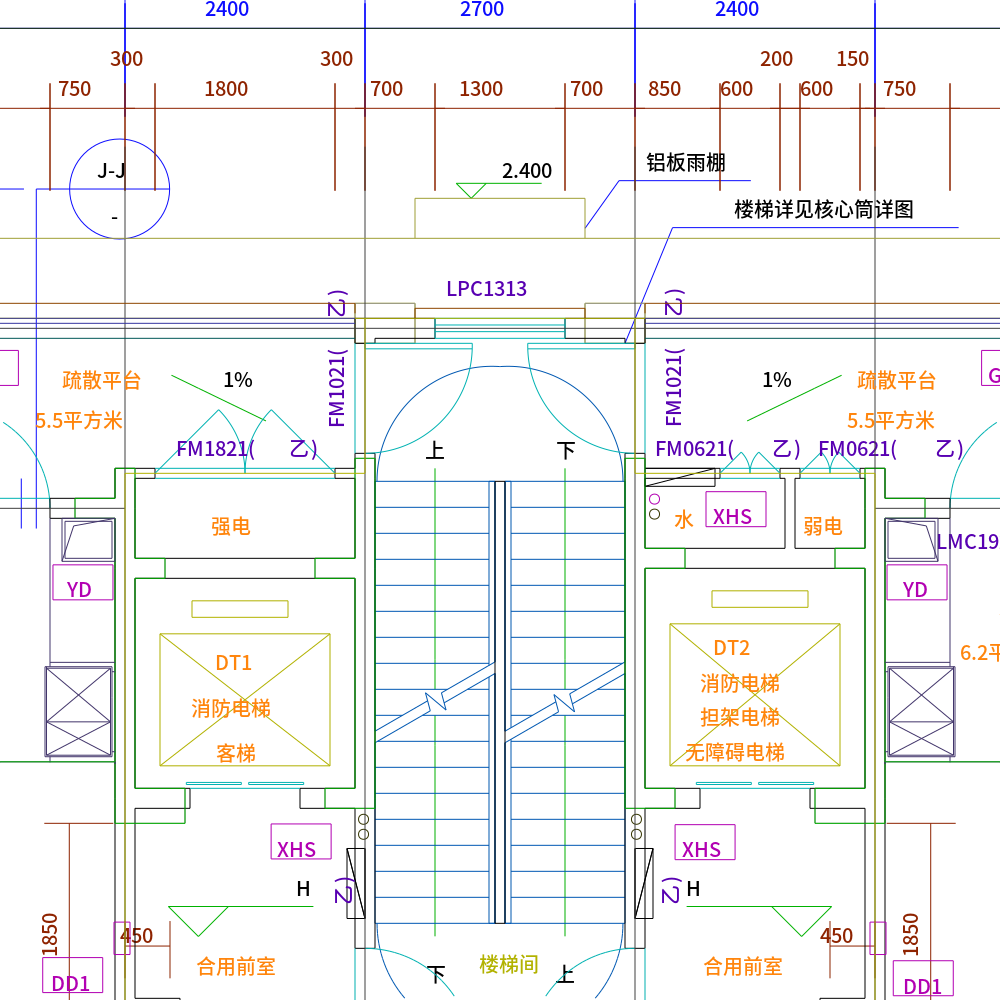 2400
2700
2400
300
300
200
150
750
1800
700
1300
700
850
600
600
750
J-J
-
2.400
铝板雨棚
楼梯详见核心筒详图
LPC1313
乙)
乙)
FM1021(
FM1021(
疏散平台
1%
1%
疏散平台
5.5平方米
5.5平方米
G
FM1821(
乙)
上
下
FM0621(
乙)
FM0621(
乙)
强电
水
XHS
弱电
LMC19
YD
YD
DT1
消防电梯
客梯
DT2
消防电梯
担架电梯
无障碍电梯
6.2平
XHS
XHS
H
乙)
乙)
H
1850
450
450
1850
合用前室
下
楼梯间
上
合用前室
DD1
DD1